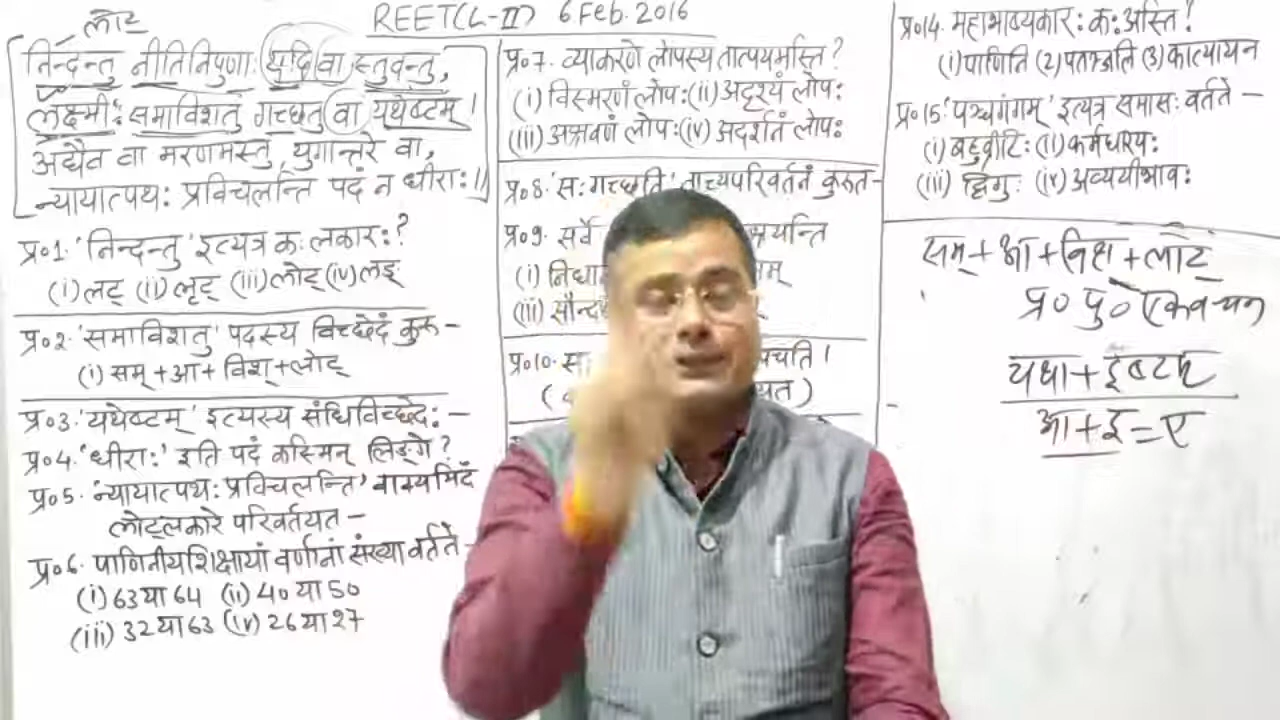 REET(L-II) 6 Feb. 2016
लोट्
निन्दन्तु नीतिनिपुणाः यदि वा स्तुवन्तु,
लक्ष्मीः समाविशतु गच्छतु वा यथेष्टम् ।
अद्यैव वा मरणमस्तु, युगान्तरे वा,
न्यायात्पथः प्रविचलन्ति पदं न धीराः ॥
प्र०1. 'निन्दन्तु' इत्यत्र कः लकारः?
(i) लट् (ii) लृट् (iii) लोट् (iv) लङ्
प्र०2. 'समाविशतु' पदस्य विच्छेदं कुरु –
(i) सम् + आ + विश् + लोट्
प्र०3. 'यथेष्टम्' इत्यस्य संधिविच्छेदः –
प्र०4. 'धीराः' इति पदं कस्मिन् लिङ्गे?
प्र०5. 'न्यायात्पथः प्रविचलन्ति' वाक्यमिदं
लोट्लकारे परिवर्तयत –
प्र०6. पाणिनीयशिक्षायां वर्णानां संख्या वर्तते –
(i) 63 या 64 (ii) 40 या 50
(iii) 32 या 63 (iv) 26 या 27
प्र०7. व्याकरणे लोपस्य तात्पर्यमस्ति?
(i) विस्मरणं लोपः (ii) अदृश्यं लोपः
(iii) अश्रवणं लोपः (iv) अदर्शनं लोपः
प्र०8. 'सः गच्छति' वाच्यपरिवर्तनं कुरुत –
प्र०9. सर्वे
(i)
(iii)
प्र०10. पचति ।
प्र०14. महाभाष्यकारः कः अस्ति?
(i) पाणिनि (2) पतञ्जलि (3) कात्यायन
प्र०15. 'पञ्चगंगम्' इत्यत्र समासः वर्तते –
(i) बहुव्रीहिः (ii) कर्मधारयः
(iii) द्विगुः (iv) अव्ययीभावः
सम् + आ + विश + लोट्
प्र० पु० एकवचन
यथा + इष्टम्
आ + इ = ए